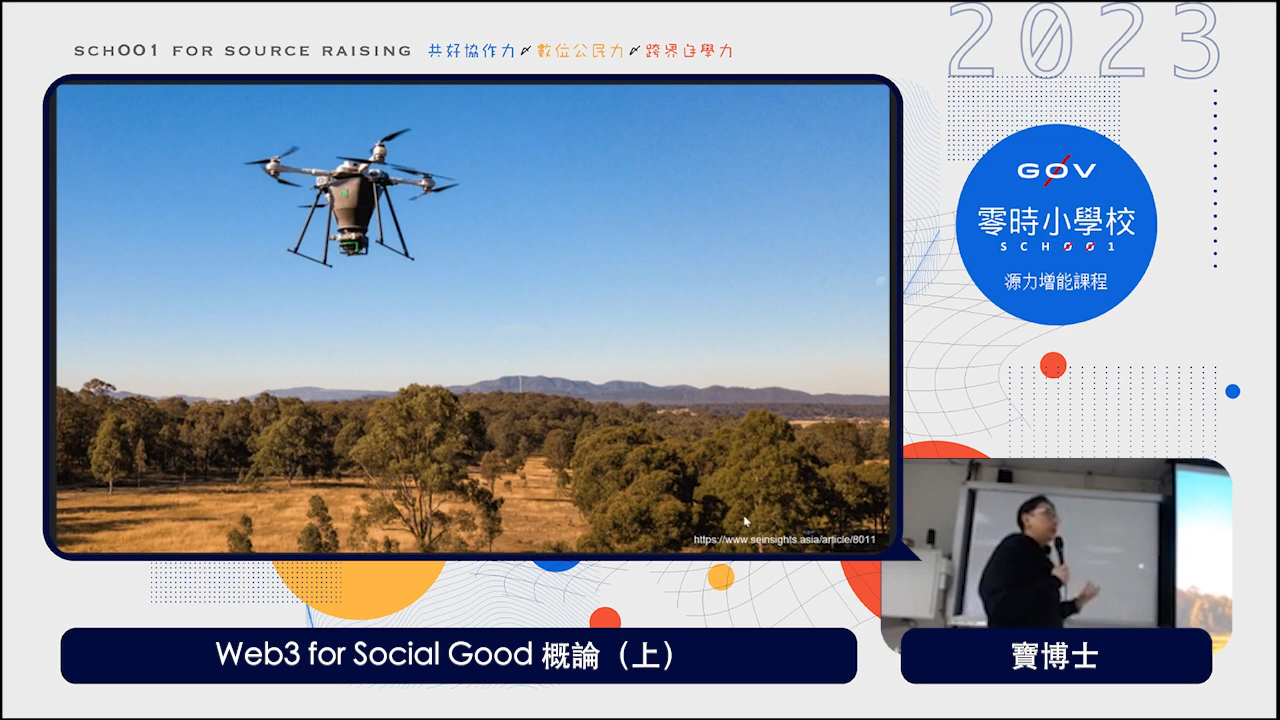 2023
SCH001 FOR SOURCE RAISING 共好協作力 數位公民力 跨界自學力
G0V
零時小學校
SCH001
源力增能課程
https://www.seinsights.asia/article/8011
Web3 for Social Good 概論（上）
寶博士